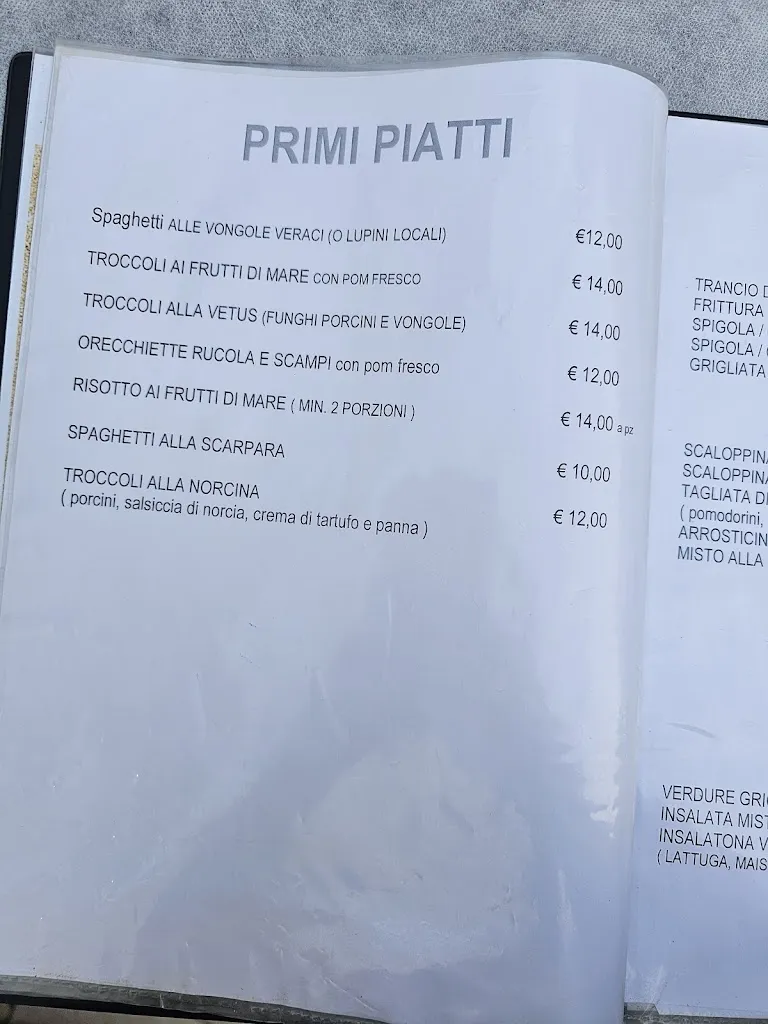 PRIMI PIATTI
Spaghetti ALLE VONGOLE VERACI (O LUPINI LOCALI) €12,00
TROCCOLI AI FRUTTI DI MARE CON POM FRESCO € 14,00
TROCCOLI ALLA VETUS (FUNGHI PORCINI E VONGOLE) € 14,00
ORECCHIETTE RUCOLA E SCAMPI con pom fresco € 12,00
RISOTTO AI FRUTTI DI MARE ( MIN. 2 PORZIONI ) € 14,00 a pz
SPAGHETTI ALLA SCARPARA € 10,00
TROCCOLI ALLA NORCINA € 12,00
( porcini, salsiccia di norcia, crema di tartufo e panna )
TRANCIO
FRITTURA
SPIGOLA /
SPIGOLA /
GRIGLIATA
SCALOPPIN
SCALOPPIN
TAGLIATA D
( pomodorini,
ARROSTICIN
MISTO ALLA
VERDURE GRI
INSALATA MIST
INSALATONA V
( LATTUGA, MAIS